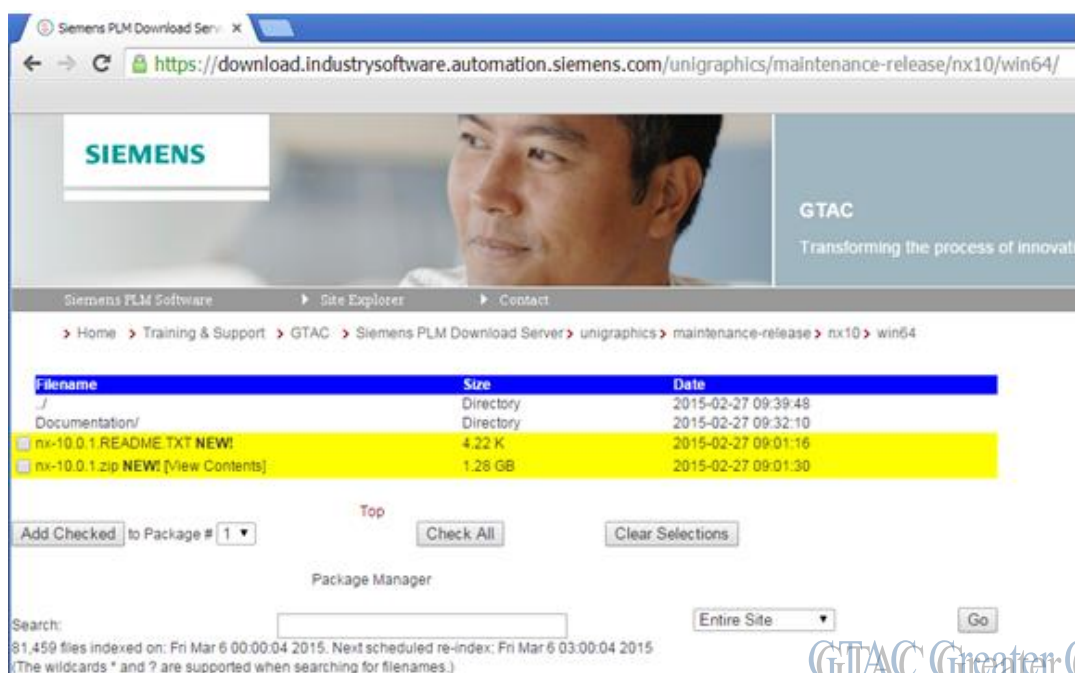 Siemens PLM Download Serv
https://download.industrysoftware.automation.siemens.com/unigraphics/maintenance-release/nx10/win64/
SIEMENS
GTAC
Transforming the process of innovati
Siemens PLM Software Site Explorer Contact
> Home > Training & Support > GTAC > Siemens PLM Download Server > unigraphics > maintenance-release > nx10 > win64
Filename Size Date
../ Directory 2015-02-27 09:39:48
Documentation/ Directory 2015-02-27 09:32:10
nx-10.0.1.README.TXT NEW! 4.22 K 2015-02-27 09:01:16
nx-10.0.1.zip NEW! [View Contents] 1.28 GB 2015-02-27 09:01:30
Top
Add Checked to Package # 1 Check All Clear Selections
Package Manager
Search: Entire Site Go
81,459 files indexed on: Fri Mar 6 00:00:04 2015. Next scheduled re-index: Fri Mar 6 03:00:04 2015
(The wildcards * and ? are supported when searching for filenames.)
GTAC Greater